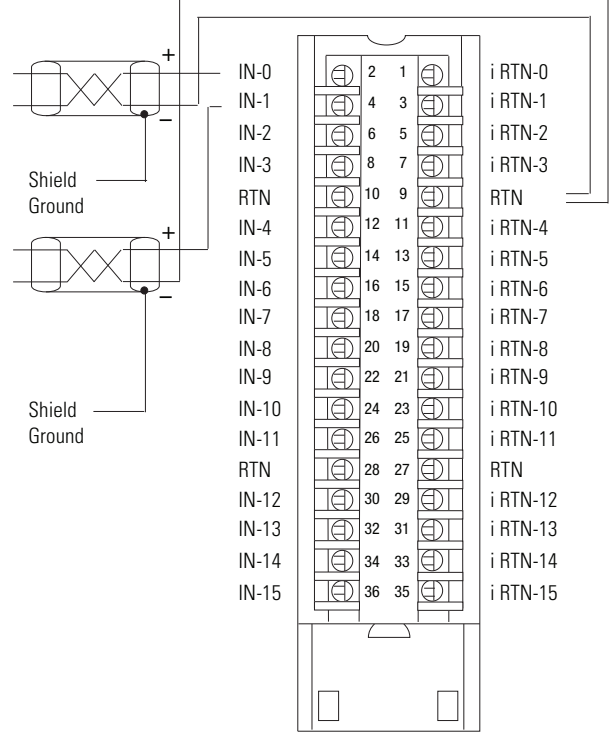 +
IN-0 2 1 i RTN-0
IN-1 4 3 i RTN-1
–
IN-2 6 5 i RTN-2
IN-3 8 7 i RTN-3
Shield
Ground
RTN 10 9 RTN
+
IN-4 12 11 i RTN-4
IN-5 14 13 i RTN-5
IN-6 16 15 i RTN-6
–
IN-7 18 17 i RTN-7
IN-8 20 19 i RTN-8
IN-9 22 21 i RTN-9
Shield
Ground
IN-10 24 23 i RTN-10
IN-11 26 25 i RTN-11
RTN 28 27 RTN
IN-12 30 29 i RTN-12
IN-13 32 31 i RTN-13
IN-14 34 33 i RTN-14
IN-15 36 35 i RTN-15